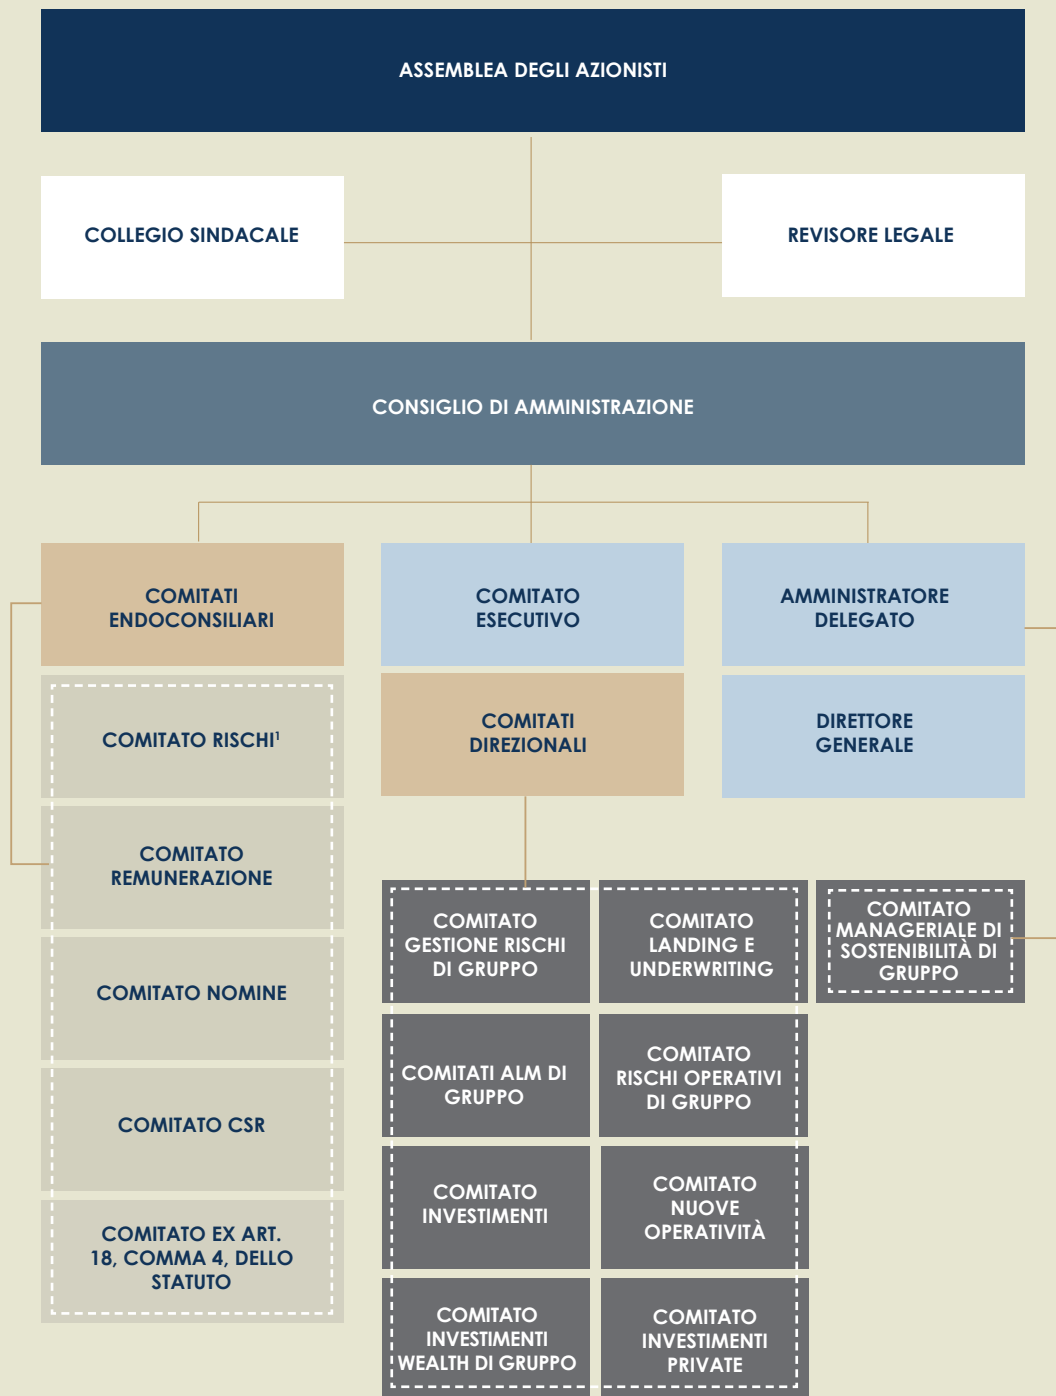 ASSEMBLEA DEGLI AZIONISTI
COLLEGIO SINDACALE
REVISORE LEGALE
CONSIGLIO DI AMMINISTRAZIONE
COMITATI
ENDOCONSILIARI
COMITATO
ESECUTIVO
AMMINISTRATORE
DELEGATO
COMITATI
DIREZIONALI
DIRETTORE
GENERALE
COMITATO RISCHI¹
COMITATO
REMUNERAZIONE
COMITATO NOMINE
COMITATO CSR
COMITATO EX ART.
18, COMMA 4, DELLO
STATUTO
COMITATO
GESTIONE RISCHI
DI GRUPPO
COMITATO
LANDING E
UNDERWRITING
COMITATO
MANAGERIALE DI
SOSTENIBILITÀ DI
GRUPPO
COMITATI ALM DI
GRUPPO
COMITATO
RISCHI OPERATIVI
DI GRUPPO
COMITATO
INVESTIMENTI
COMITATO
NUOVE
OPERATIVITÀ
COMITATO
INVESTIMENTI
WEALTH DI GRUPPO
COMITATO
INVESTIMENTI
PRIVATE